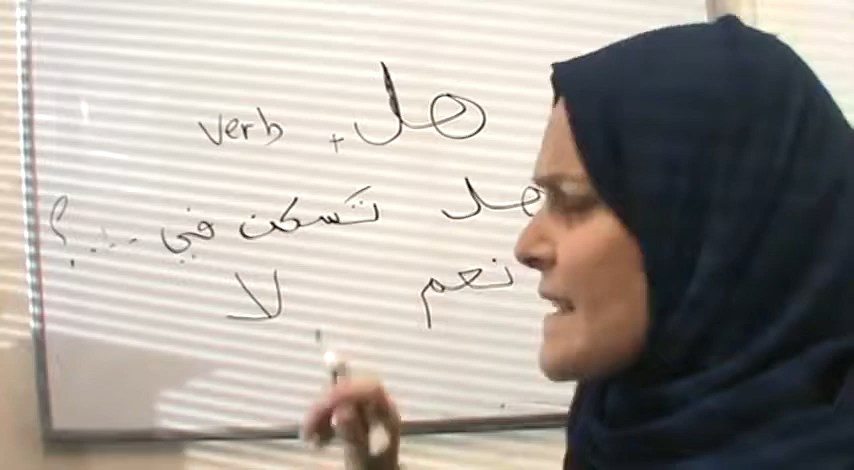 هل + verb
هل تسكن في ....؟
نعم لا